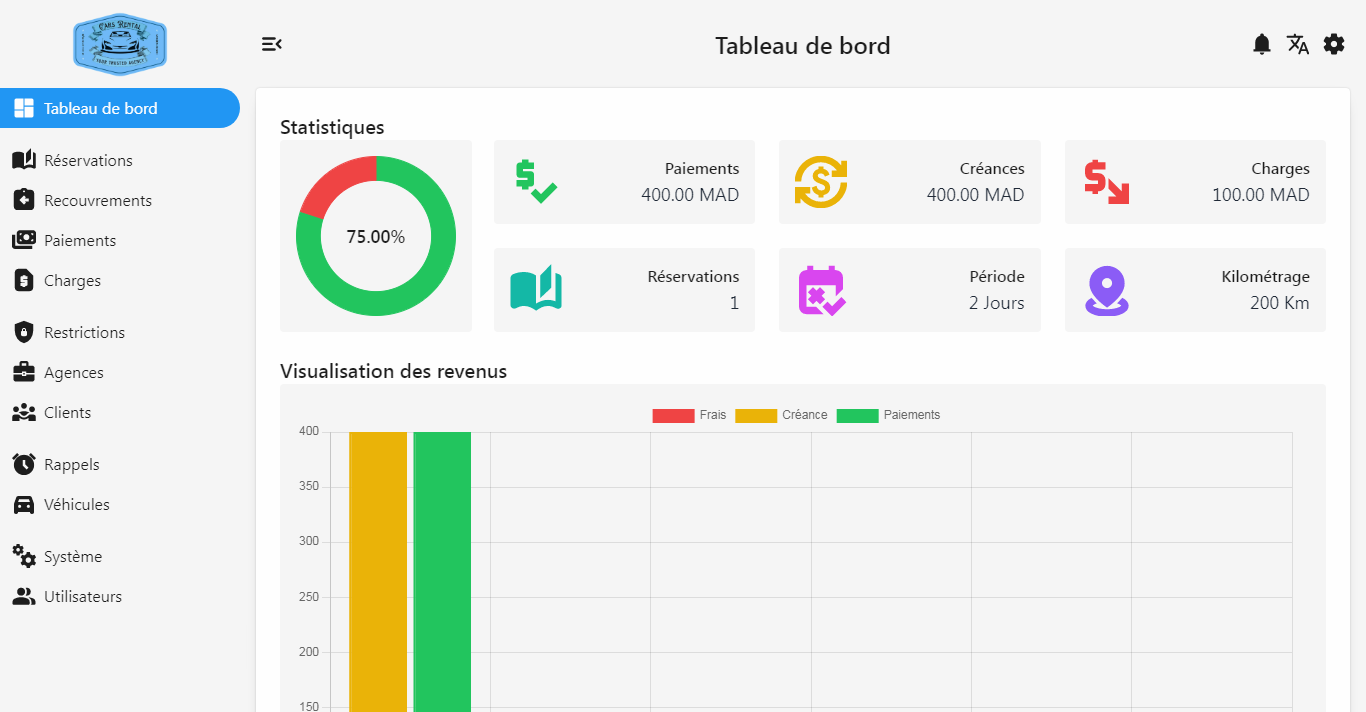 CARS RENTAL
YOUR TRUSTED AGENCY
Tableau de bord
Tableau de bord
Réservations
Recouvrements
Paiements
Charges
Restrictions
Agences
Clients
Rappels
Véhicules
Système
Utilisateurs
Statistiques
75.00%
Paiements
400.00 MAD
Créances
400.00 MAD
Charges
100.00 MAD
Réservations
1
Période
2 Jours
Kilométrage
200 Km
Visualisation des revenus
Frais Créance Paiements
400
350
300
250
200
150